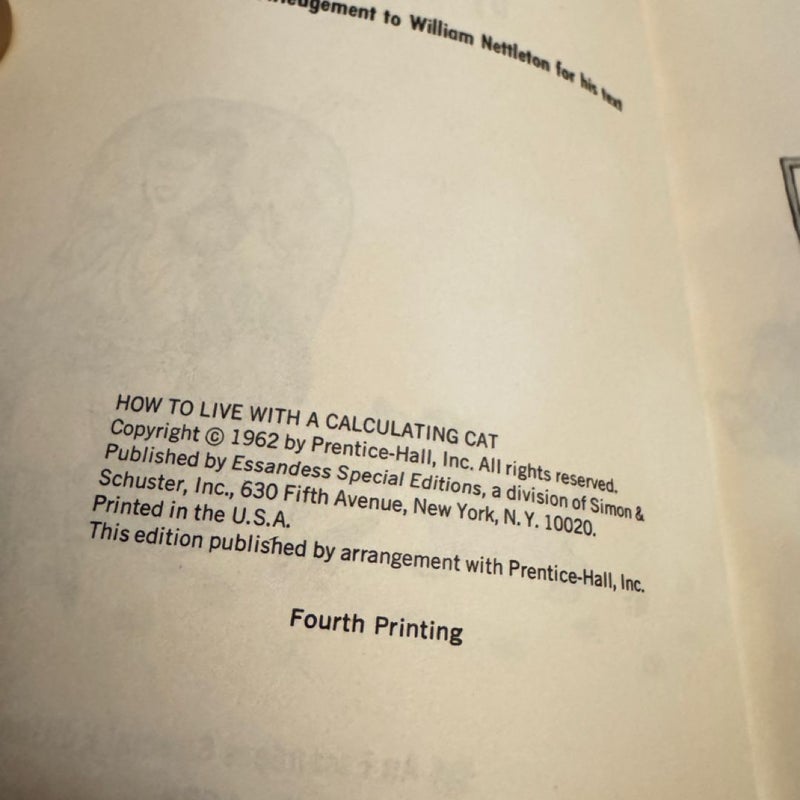 to William Nettleton for his text
HOW TO LIVE WITH A CALCULATING CAT
Copyright © 1962 by Prentice-Hall, Inc. All rights reserved.
Published by Essandess Special Editions, a division of Simon &
Schuster, Inc., 630 Fifth Avenue, New York, N.Y. 10020.
Printed in the U.S.A.
This edition published by arrangement with Prentice-Hall, Inc.
Fourth Printing